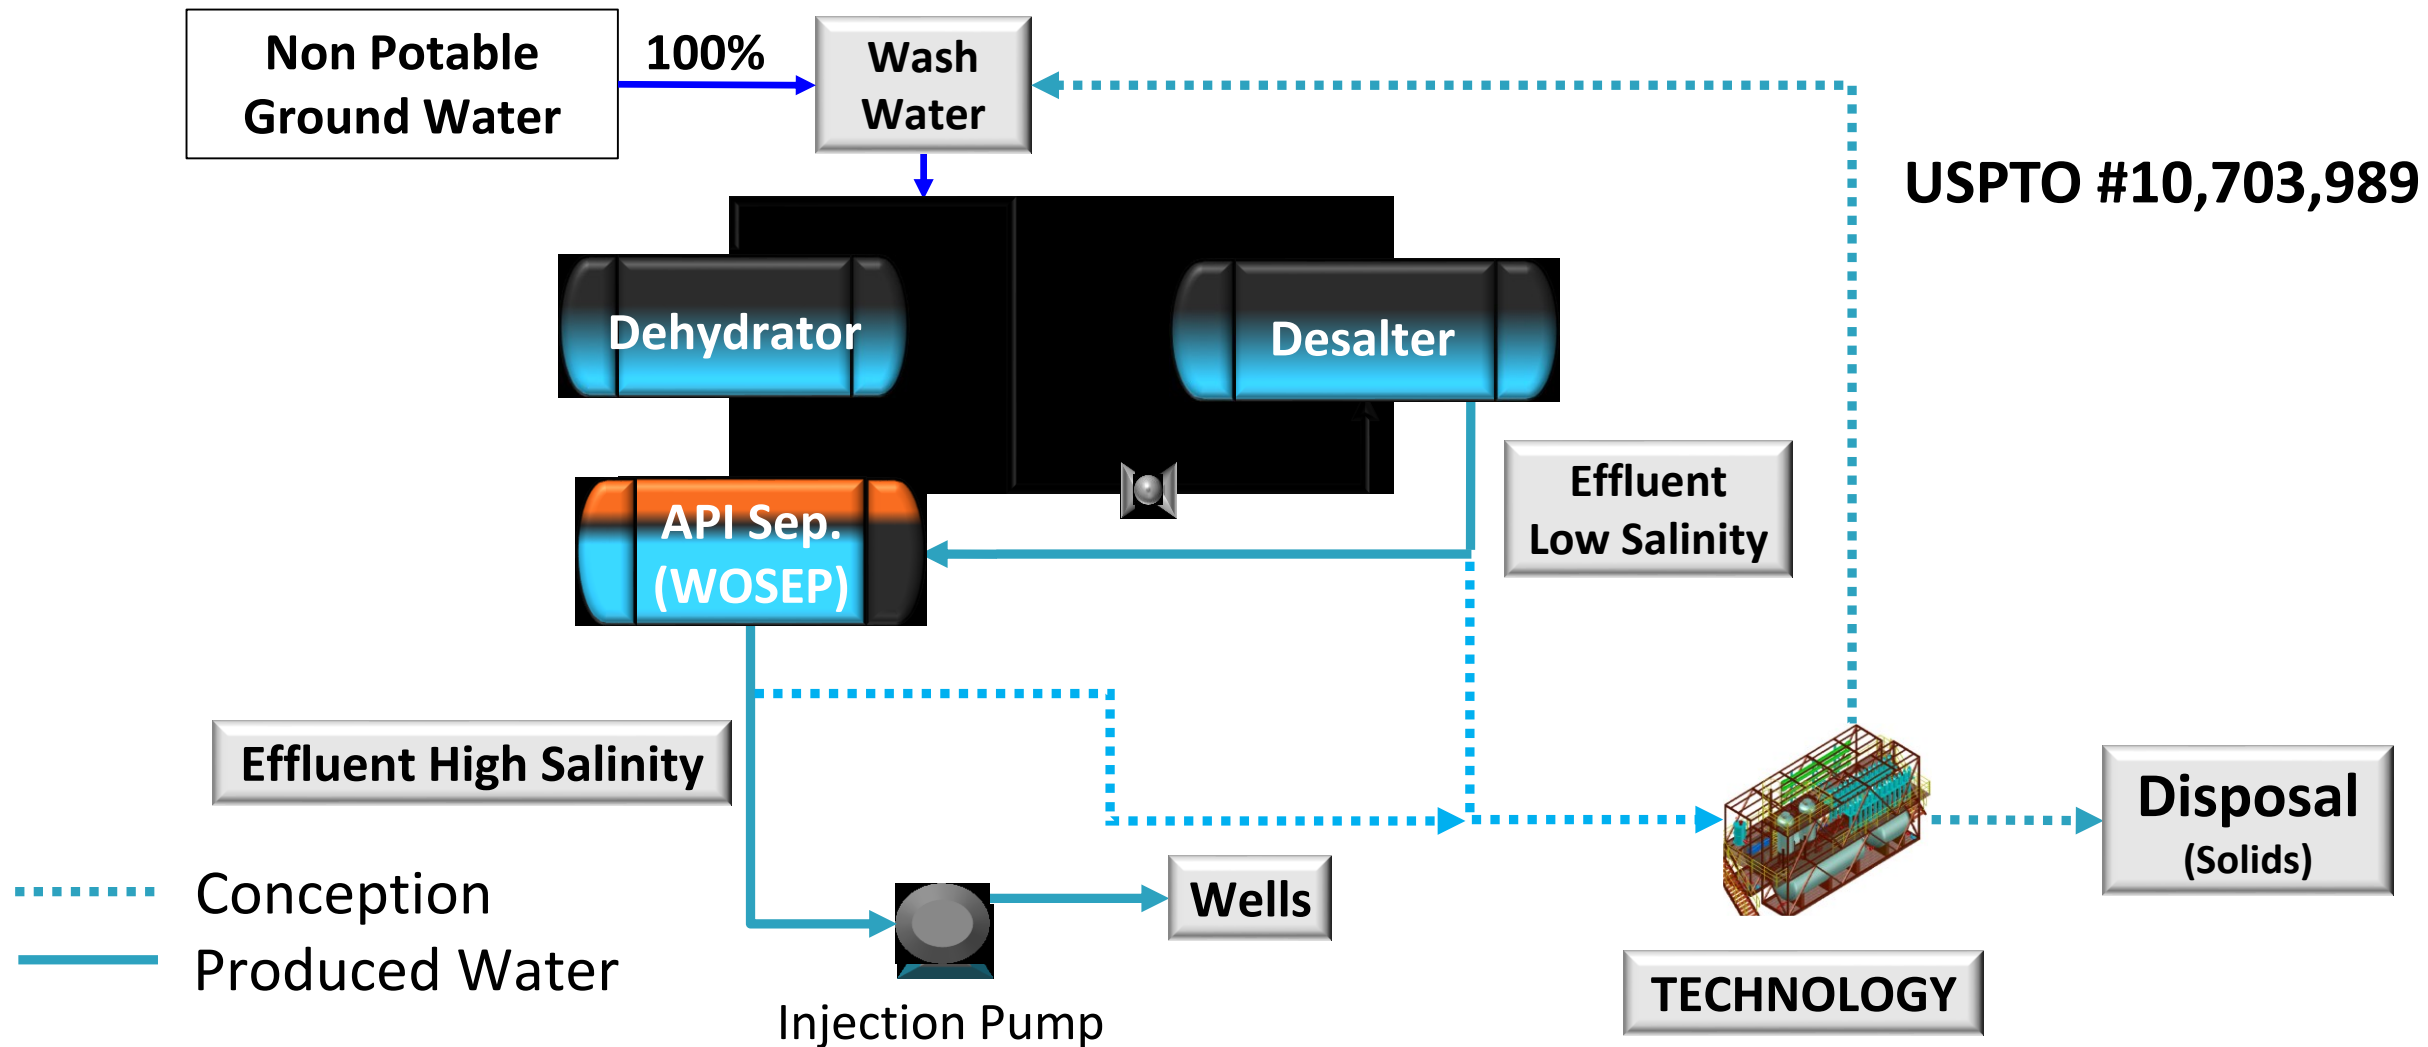 Non Potable
Ground Water
100%
Wash
Water
USPTO #10,703,989
Dehydrator
Desalter
Effluent
Low Salinity
API Sep.
(WOSEP)
Effluent High Salinity
Disposal
(Solids)
Wells
Conception
Produced Water
Injection Pump
TECHNOLOGY